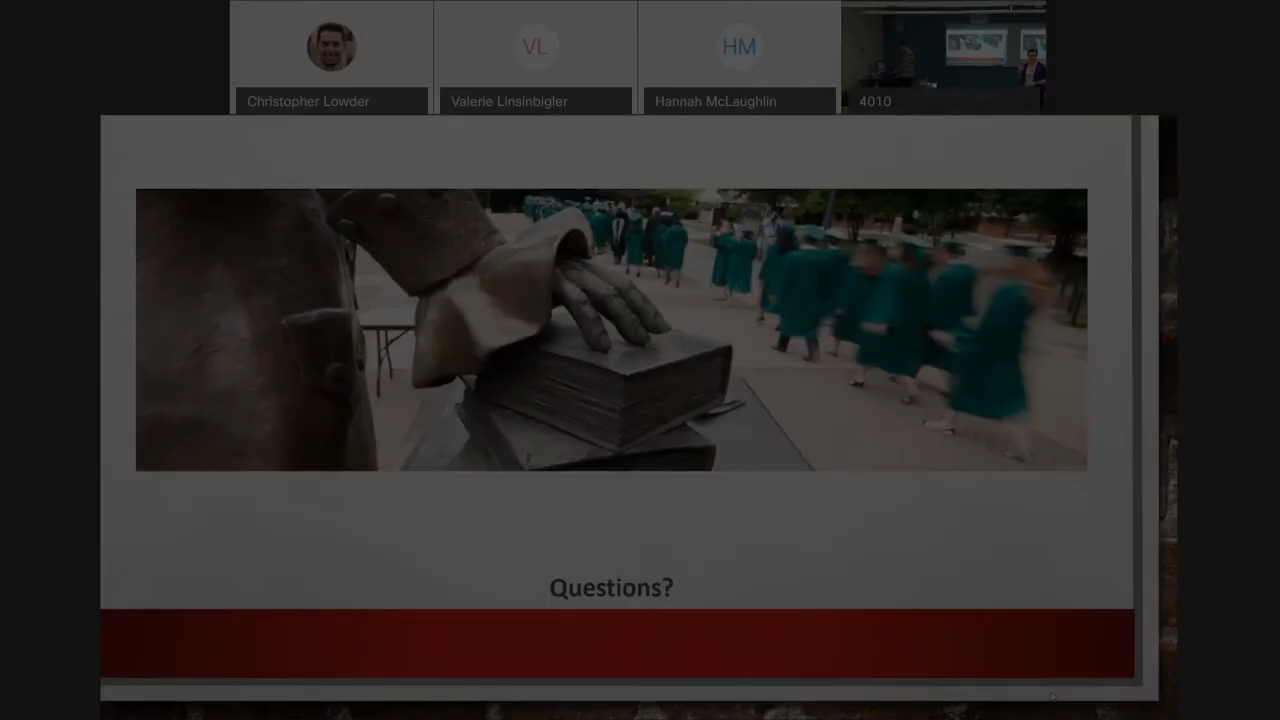 VL
HM
Christopher Lowder
Valerie Linsinbigler
Hannah McLaughlin
4010
Questions?